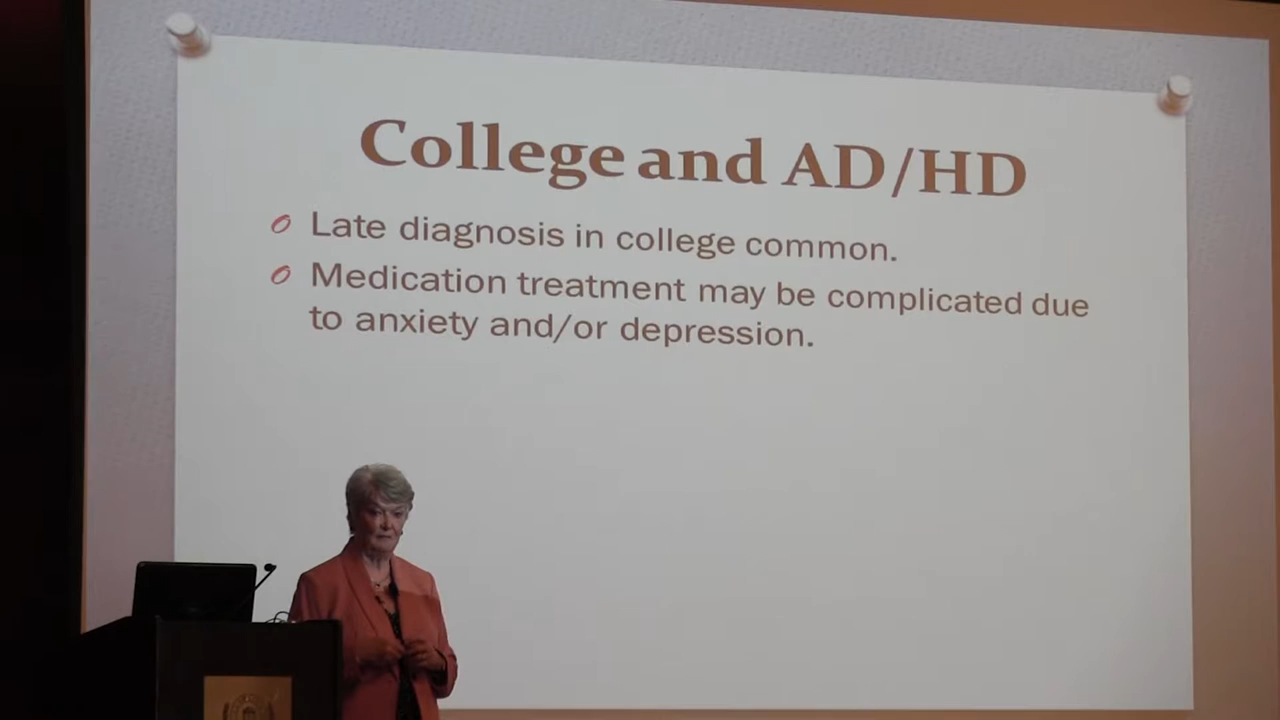 College and AD/HD
Late diagnosis in college common.
Medication treatment may be complicated due
to anxiety and/or depression.